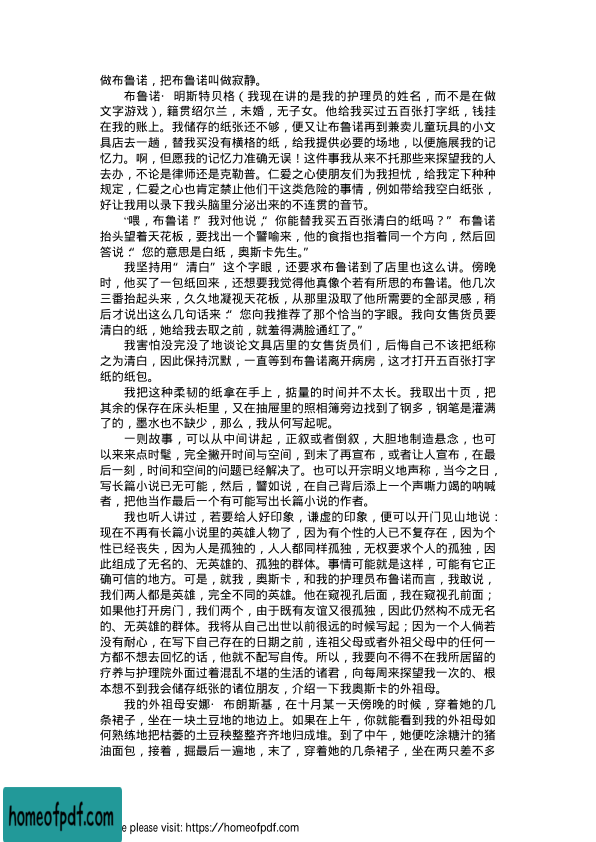 做布鲁诺，把布鲁诺叫做寂静。
布鲁诺· 明斯特贝格（我现在讲的是我的护理员的姓名，而不是在做
文字游戏），籍贯绍尔兰，未婚，无子女。他给我买过五百张打字纸，钱挂
在我的账上。我储存的纸张还不够，便又让布鲁诺再到兼卖儿童玩具的小文
具店去一趟，替我买没有横格的纸，给我提供必要的场地，以便施展我的记
忆力。啊，但愿我的记忆力准确无误！这件事我从来不托那些来探望我的人
去办，不论是律师还是克勒普。仁爱之心使朋友们为我担忧，给我定下种种
规定，仁爱之心也肯定禁止他们干这类危险的事情，例如带给我空白纸张，
好让我用以录下我头脑里分泌出来的不连贯的音节。
“喂，布鲁诺！”我对他说，“你能替我买五百张清白的纸吗？”布鲁诺
抬头望着天花板，要找出一个譬喻来，他的食指也指着同一个方向，然后回
答说：“您的意思是白纸，奥斯卡先生。”
我坚持用“清白”这个字眼，还要求布鲁诺到了店里也这么讲。傍晚
时，他买了一包纸回来，还想要我觉得他真像个若有所思的布鲁诺。他几次
三番抬起头来，久久地凝视天花板，从那里汲取了他所需要的全部灵感，稍
后才说出这么几句话来：“您向我推荐了那个恰当的字眼。我向女售货员要
清白的纸，她给我去取之前，就羞得满脸通红了。”
我害怕没完没了地谈论文具店里的女售货员们，后悔自己不该把纸称
之为清白，因此保持沉默，一直等到布鲁诺离开病房，这才打开五百张打字
纸的纸包。
我把这种柔韧的纸拿在手上，掂量的时间并不太长。我取出十页，把
其余的保存在床头柜里，又在抽屉里的照相簿旁边找到了钢多，钢笔是灌满
了的，墨水也不缺少，那么，我从何写起呢。
一则故事，可以从中间讲起，正叙或者倒叙，大胆地制造悬念，也可
以来来点时髦，完全撇开时间与空间，到末了再宣布，或者让人宣布，在最
后一刻，时间和空间的问题已经解决了。也可以开宗明义地声称，当今之日，
写长篇小说已无可能，然后，譬如说，在自己背后添上一个声嘶力竭的呐喊
者，把他当作最后一个有可能写出长篇小说的作者。
我也听人讲过，若要给人好印象，谦虚的印象，便可以开门见山地说：
现在不再有长篇小说里的英雄人物了，因为有个性的人已不复存在，因为个
性已经丧失，因为人是孤独的，人人都同样孤独，无权要求个人的孤独，因
此组成了无名的、无英雄的、孤独的群体。事情可能就是这样，可能有它正
确可信的地方。可是，就我，奥斯卡，和我的护理员布鲁诺而言，我敢说，
我们两人都是英雄，完全不同的英雄。他在窥视孔后面，我在窥视孔前面；
如果他打开房门，我们两个，由于既有友谊又很孤独，因此仍然构不成无名
的、无英雄的群体。我将从自己出世以前很远的时候写起；因为一个人倘若
没有耐心，在写下自己存在的日期之前，连祖父母或者外祖父母中的任何一
方都不想去回忆的话，他就不配写自传。所以，我要向不得不在我所居留的
疗养与护理院外面过着混乱不堪的生活的诸君，向每周来探望我一次的、根
本想不到我会储存纸张的诸位朋友，介绍一下我奥斯卡的外祖母。
我的外祖母安娜· 布朗斯基，在十月某一天傍晚的时候，穿着她的几
条裙子，坐在一块土豆地的地边上。如果在上午，你就能看到我的外祖母如
何熟练地把枯萎的土豆秧整整齐齐地归成堆。到了中午，她便吃涂糖汁的猪
油面包，接着，掘最后一遍地，末了，穿着她的几条裙子，坐在两只差不多
homeofpdf.com
e please visit: https://homeofpdf.com